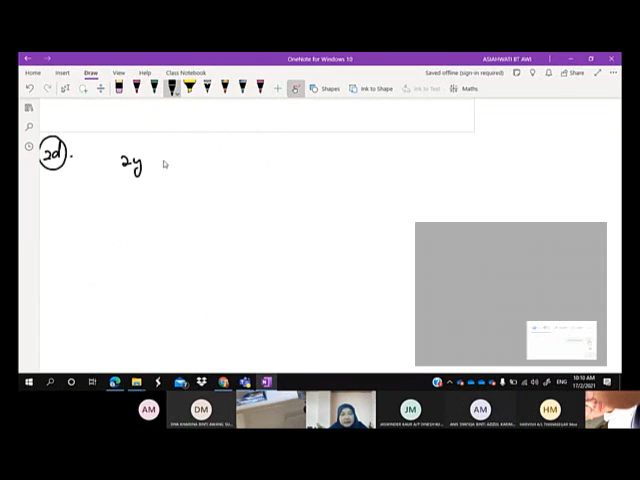 OneNote for Windows 10
ASIAHWATI BT AWI
Home Insert Draw View Help Class Notebook
Saved offline (sign-in required)
Share
Shapes
Ink to Shape
Ink to Text
Maths
2d.
2y
ENG
10:10 AM
17/2/2021
AM
DM
JM
AM
HM